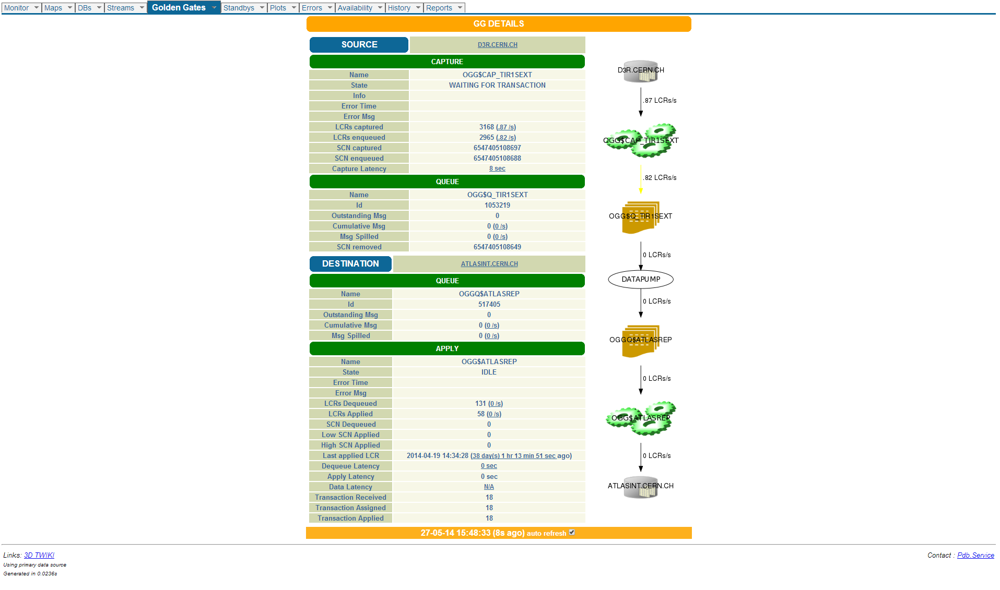 Monitor Maps DBs Streams Golden Gates Standbys Plots Errors Availability History Reports
GG DETAILS
SOURCE D3R.CERN.CH
CAPTURE
Name OGG$CAP_TIR1SEXT
State WAITING FOR TRANSACTION
Info
Error Time
Error Msg
LCRs captured 3168 (.87 /s)
LCRs enqueued 2965 (.82 /s)
SCN captured 6547405108697
SCN enqueued 6547405108688
Capture Latency 8 sec
QUEUE
Name OGG$Q_TIR1SEXT
Id 1053219
Outstanding Msg 0
Cumulative Msg 0 (0 /s)
Msg Spilled 0 (0 /s)
SCN removed 6547405108649
DESTINATION ATLASINT.CERN.CH
QUEUE
Name OGGQ$ATLASREP
Id 517405
Outstanding Msg 0
Cumulative Msg 0 (0 /s)
Msg Spilled 0 (0 /s)
APPLY
Name OGG$ATLASREP
State IDLE
Error Time
Error Msg
LCRs Dequeued 131 (0 /s)
LCRs Applied 58 (0 /s)
SCN Dequeued 0
Low SCN Applied 0
High SCN Applied 0
Last applied LCR 2014-04-19 14:34:28 (38 day(s) 1 hr 13 min 51 sec ago)
Dequeue Latency 0 sec
Apply Latency 0 sec
Data Latency N/A
Transaction Received 18
Transaction Assigned 18
Transaction Applied 18
D3R.CERN.CH
.87 LCRs/s
OGG$CAP_TIR1SEXT
.82 LCRs/s
OGG$Q_TIR1SEXT
0 LCRs/s
DATAPUMP
0 LCRs/s
OGGQ$ATLASREP
0 LCRs/s
OGG$ATLASREP
0 LCRs/s
ATLASINT.CERN.CH
27-05-14 15:48:33 (8s ago) auto refresh
Links: 3D TWIKI
Contact : Pdb.Service
Using primary data source
Generated in 0.0236s